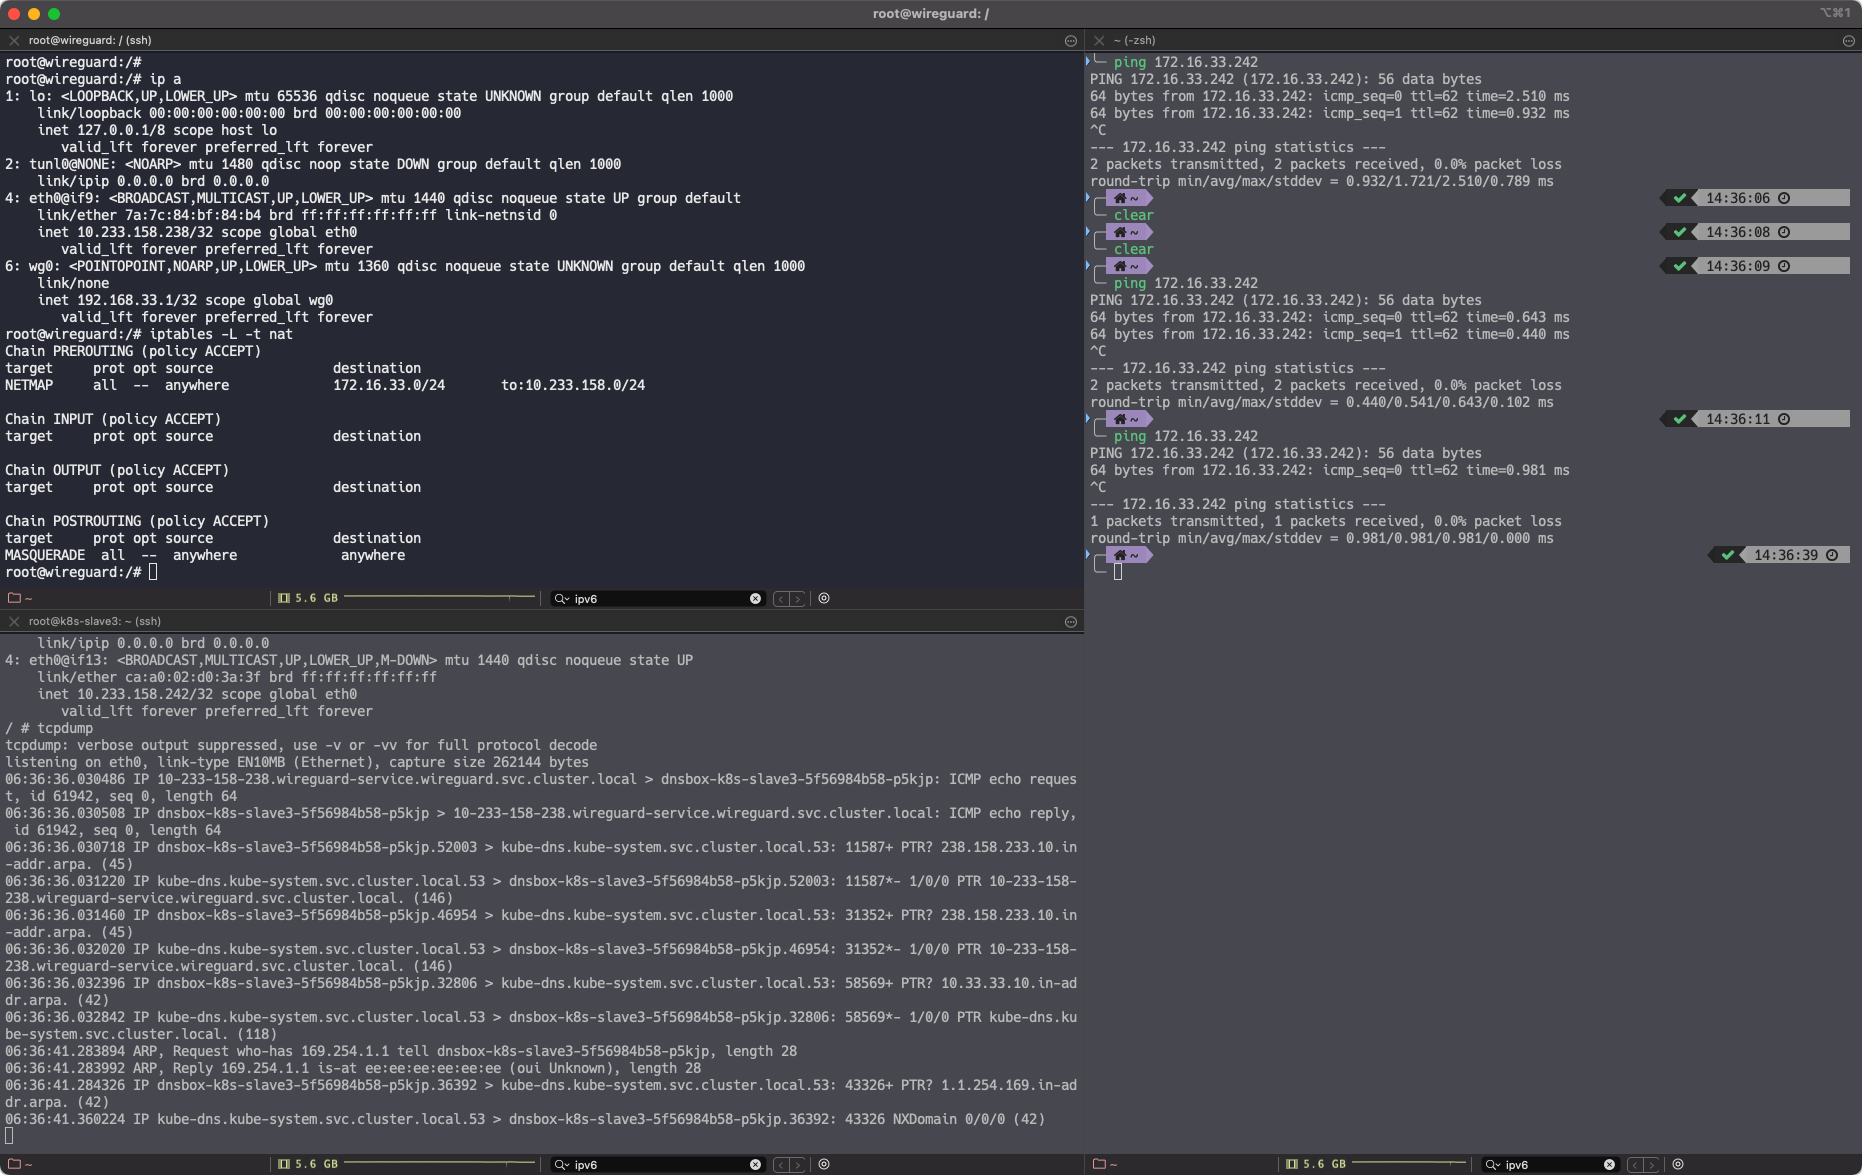 root@wireguard: /
⌥⌘1
root@wireguard: / (ssh)
root@wireguard:/#
root@wireguard:/# ip a
1: lo: <LOOPBACK,UP,LOWER_UP> mtu 65536 qdisc noqueue state UNKNOWN group default qlen 1000
    link/loopback 00:00:00:00:00:00 brd 00:00:00:00:00:00
    inet 127.0.0.1/8 scope host lo
       valid_lft forever preferred_lft forever
2: tunl0@NONE: <NOARP> mtu 1480 qdisc noop state DOWN group default qlen 1000
    link/ipip 0.0.0.0 brd 0.0.0.0
4: eth0@if9: <BROADCAST,MULTICAST,UP,LOWER_UP> mtu 1440 qdisc noqueue state UP group default
    link/ether 7a:7c:84:bf:84:b4 brd ff:ff:ff:ff:ff:ff link-netnsid 0
    inet 10.233.158.238/32 scope global eth0
       valid_lft forever preferred_lft forever
6: wg0: <POINTOPOINT,NOARP,UP,LOWER_UP> mtu 1360 qdisc noqueue state UNKNOWN group default qlen 1000
    link/none
    inet 192.168.33.1/32 scope global wg0
       valid_lft forever preferred_lft forever
root@wireguard:/# iptables -L -t nat
Chain PREROUTING (policy ACCEPT)
target     prot opt source               destination
NETMAP     all  --  anywhere             172.16.33.0/24       to:10.233.158.0/24

Chain INPUT (policy ACCEPT)
target     prot opt source               destination

Chain OUTPUT (policy ACCEPT)
target     prot opt source               destination

Chain POSTROUTING (policy ACCEPT)
target     prot opt source               destination
MASQUERADE  all  --  anywhere             anywhere
root@wireguard:/#
~ 5.6 GB ipv6
root@k8s-slave3: ~ (ssh)
    link/ipip 0.0.0.0 brd 0.0.0.0
4: eth0@if13: <BROADCAST,MULTICAST,UP,LOWER_UP,M-DOWN> mtu 1440 qdisc noqueue state UP
    link/ether ca:a0:02:d0:3a:3f brd ff:ff:ff:ff:ff:ff
    inet 10.233.158.242/32 scope global eth0
       valid_lft forever preferred_lft forever
/ # tcpdump
tcpdump: verbose output suppressed, use -v or -vv for full protocol decode
listening on eth0, link-type EN10MB (Ethernet), capture size 262144 bytes
06:36:36.030486 IP 10-233-158-238.wireguard-service.wireguard.svc.cluster.local > dnsbox-k8s-slave3-5f56984b58-p5kjp: ICMP echo reques
t, id 61942, seq 0, length 64
06:36:36.030508 IP dnsbox-k8s-slave3-5f56984b58-p5kjp > 10-233-158-238.wireguard-service.wireguard.svc.cluster.local: ICMP echo reply,
 id 61942, seq 0, length 64
06:36:36.030718 IP dnsbox-k8s-slave3-5f56984b58-p5kjp.52003 > kube-dns.kube-system.svc.cluster.local.53: 11587+ PTR? 238.158.233.10.in
-addr.arpa. (45)
06:36:36.031220 IP kube-dns.kube-system.svc.cluster.local.53 > dnsbox-k8s-slave3-5f56984b58-p5kjp.52003: 11587*- 1/0/0 PTR 10-233-158-
238.wireguard-service.wireguard.svc.cluster.local. (146)
06:36:36.031460 IP dnsbox-k8s-slave3-5f56984b58-p5kjp.46954 > kube-dns.kube-system.svc.cluster.local.53: 31352+ PTR? 238.158.233.10.in
-addr.arpa. (45)
06:36:36.032020 IP kube-dns.kube-system.svc.cluster.local.53 > dnsbox-k8s-slave3-5f56984b58-p5kjp.46954: 31352*- 1/0/0 PTR 10-233-158-
238.wireguard-service.wireguard.svc.cluster.local. (146)
06:36:36.032396 IP dnsbox-k8s-slave3-5f56984b58-p5kjp.32806 > kube-dns.kube-system.svc.cluster.local.53: 58569+ PTR? 10.33.33.10.in-ad
dr.arpa. (42)
06:36:36.032842 IP kube-dns.kube-system.svc.cluster.local.53 > dnsbox-k8s-slave3-5f56984b58-p5kjp.32806: 58569*- 1/0/0 PTR kube-dns.ku
be-system.svc.cluster.local. (118)
06:36:41.283894 ARP, Request who-has 169.254.1.1 tell dnsbox-k8s-slave3-5f56984b58-p5kjp, length 28
06:36:41.283992 ARP, Reply 169.254.1.1 is-at ee:ee:ee:ee:ee:ee (oui Unknown), length 28
06:36:41.284326 IP dnsbox-k8s-slave3-5f56984b58-p5kjp.36392 > kube-dns.kube-system.svc.cluster.local.53: 43326+ PTR? 1.1.254.169.in-ad
dr.arpa. (42)
06:36:41.360224 IP kube-dns.kube-system.svc.cluster.local.53 > dnsbox-k8s-slave3-5f56984b58-p5kjp.36392: 43326 NXDomain 0/0/0 (42)
~ 5.6 GB ipv6
~ (-zsh)
ping 172.16.33.242
PING 172.16.33.242 (172.16.33.242): 56 data bytes
64 bytes from 172.16.33.242: icmp_seq=0 ttl=62 time=2.510 ms
64 bytes from 172.16.33.242: icmp_seq=1 ttl=62 time=0.932 ms
^C
--- 172.16.33.242 ping statistics ---
2 packets transmitted, 2 packets received, 0.0% packet loss
round-trip min/avg/max/stddev = 0.932/1.721/2.510/0.789 ms
~ ✔ 14:36:06
clear
~ ✔ 14:36:08
clear
~ ✔ 14:36:09
ping 172.16.33.242
PING 172.16.33.242 (172.16.33.242): 56 data bytes
64 bytes from 172.16.33.242: icmp_seq=0 ttl=62 time=0.643 ms
64 bytes from 172.16.33.242: icmp_seq=1 ttl=62 time=0.440 ms
^C
--- 172.16.33.242 ping statistics ---
2 packets transmitted, 2 packets received, 0.0% packet loss
round-trip min/avg/max/stddev = 0.440/0.541/0.643/0.102 ms
~ ✔ 14:36:11
ping 172.16.33.242
PING 172.16.33.242 (172.16.33.242): 56 data bytes
64 bytes from 172.16.33.242: icmp_seq=0 ttl=62 time=0.981 ms
^C
--- 172.16.33.242 ping statistics ---
1 packets transmitted, 1 packets received, 0.0% packet loss
round-trip min/avg/max/stddev = 0.981/0.981/0.981/0.000 ms
~ ✔ 14:36:39
~ 5.6 GB ipv6